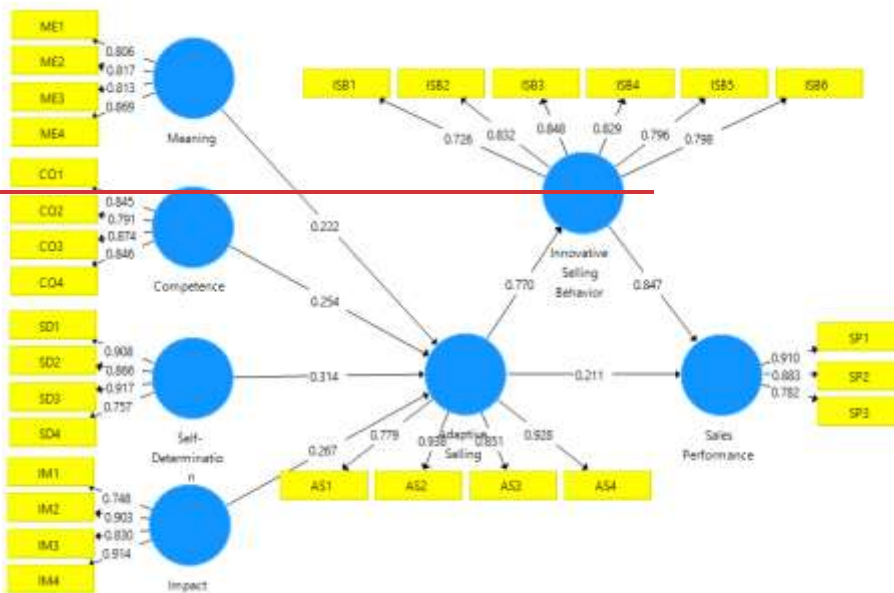 ME1
ME2
ME3
ME4
0.806
0.817
0.813
0.869
Meaning
CO1
CO2
CO3
CO4
0.845
0.791
0.874
0.846
Competence
SD1
SD2
SD3
SD4
0.908
0.866
0.917
0.757
Self-
Determinatio
n
IM1
IM2
IM3
IM4
0.748
0.903
0.830
0.914
Impact
0.222
0.254
0.314
0.267
ISB1
ISB2
ISB3
ISB4
ISB5
ISB6
0.726
0.832
0.848
0.829
0.796
0.798
Innovative
Selling
Behavior
0.770
0.847
0.211
Adaptive
Selling
0.779
0.938
0.851
0.928
AS1
AS2
AS3
AS4
Sales
Performance
0.910
0.883
0.782
SP1
SP2
SP3